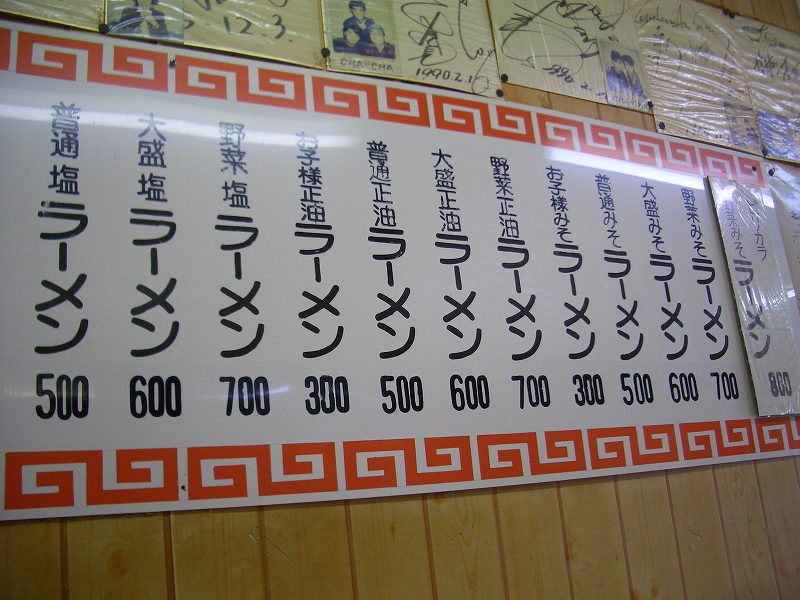 12.3.
CHA-CHA
ラーメン 800
野菜みそラーメン 700
大盛みそラーメン 600
普通みそラーメン 500
お子様みそラーメン 300
野菜正油ラーメン 700
大盛正油ラーメン 600
普通正油ラーメン 500
お子様正油ラーメン 300
野菜塩ラーメン 700
大盛塩ラーメン 600
普通塩ラーメン 500